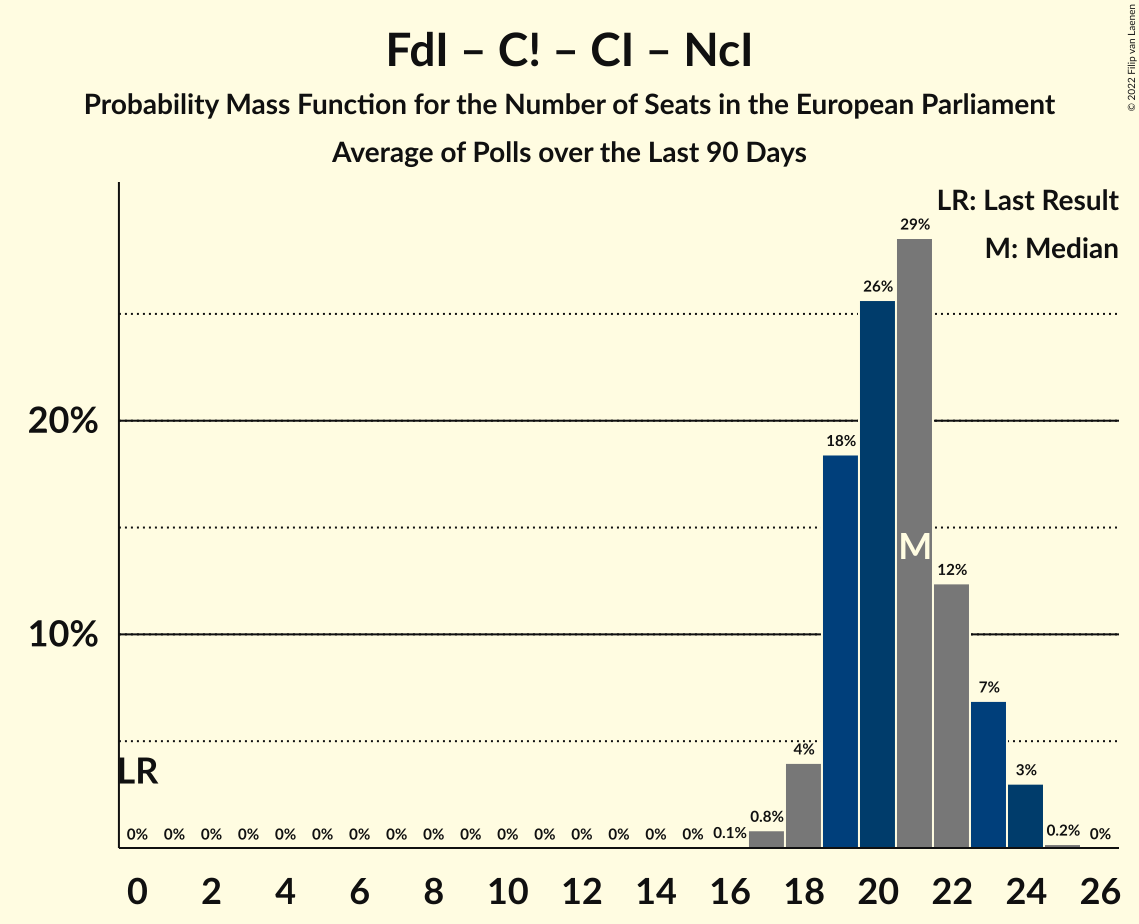 FdI – C! – CI – NcI
Probability Mass Function for the Number of Seats in the European Parliament
Average of Polls over the Last 90 Days
© 2022 Filip van Laenen
LR: Last Result
M: Median
20%
10%
LR
M
0% 0% 0% 0% 0% 0% 0% 0% 0% 0% 0% 0% 0% 0% 0% 0% 0.1% 0.8% 4% 18% 26% 29% 12% 7% 3% 0.2% 0%
0 2 4 6 8 10 12 14 16 18 20 22 24 26